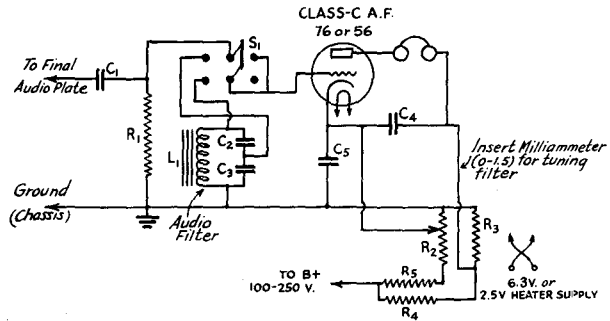 CLASS-C A.F.
76 or 56
S1
To Final
Audio Plate
C1
R1
L1
C2
C3
C4
C5
Insert Milliammeter
(0-1.5) for tuning
filter
Ground
(Chassis)
Audio
Filter
R2
R3
TO B+
100-250 V.
R5
R4
6.3V. or
2.5V HEATER SUPPLY